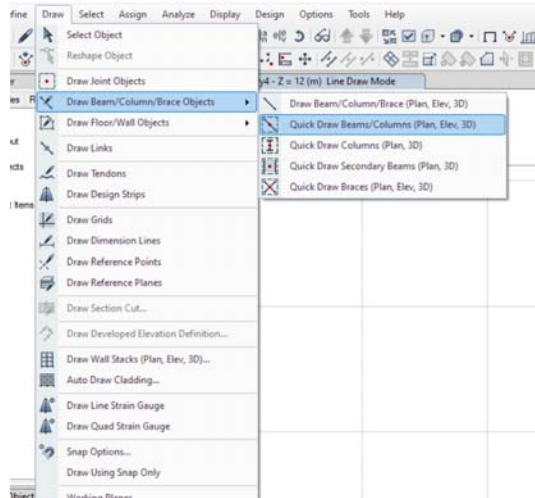 Draw Select Assign Analyze Display Design Options Tools Help
Select Object
Reshape Object
Draw Joint Objects
y4 - Z = 12 (m) Line Draw Mode
Draw Beam/Column/Brace Objects
Draw Beam/Column/Brace (Plan, Elev, 3D)
Draw Floor/Wall Objects
Quick Draw Beams/Columns (Plan, Elev, 3D)
Draw Links
Quick Draw Columns (Plan, 3D)
Draw Tendons
Quick Draw Secondary Beams (Plan, 3D)
Draw Design Strips
Quick Draw Braces (Plan, Elev, 3D)
Draw Grids
Draw Dimension Lines
Draw Reference Points
Draw Reference Planes
Draw Section Cut...
Draw Developed Elevation Definition...
Draw Wall Stacks (Plan, Elev, 3D)...
Auto Draw Cladding...
Draw Line Strain Gauge
Draw Quad Strain Gauge
Snap Options...
Draw Using Snap Only
Working Planes